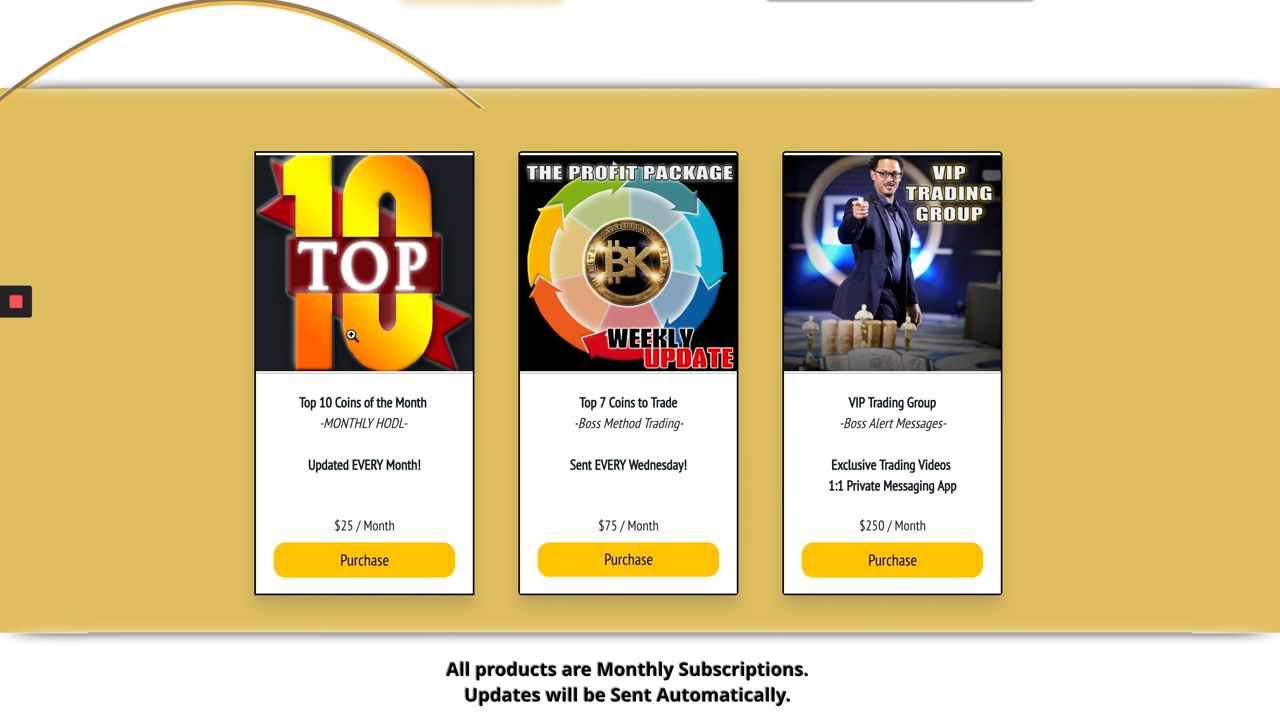 10
TOP
Top 10 Coins of the Month
-MONTHLY HODL-
Updated EVERY Month!
$25 / Month
Purchase
THE PROFIT PACKAGE
AEQUITAS
BK
WEEKLY
UPDATE
Top 7 Coins to Trade
-Boss Method Trading-
Sent EVERY Wednesday!
$75 / Month
Purchase
VIP
TRADING
GROUP
VIP Trading Group
-Boss Alert Messages-
Exclusive Trading Videos
1:1 Private Messaging App
$250 / Month
Purchase
All products are Monthly Subscriptions.
Updates will be Sent Automatically.